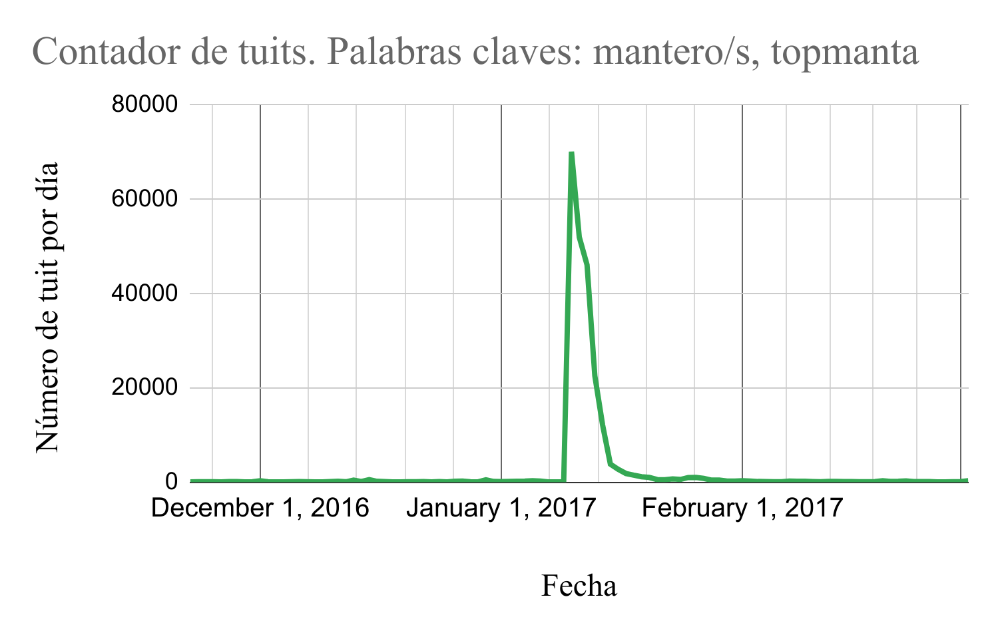 Contador de tuits. Palabras claves: mantero/s, topmanta
Número de tuit por día
80000
60000
40000
20000
0
December 1, 2016
January 1, 2017
February 1, 2017
Fecha